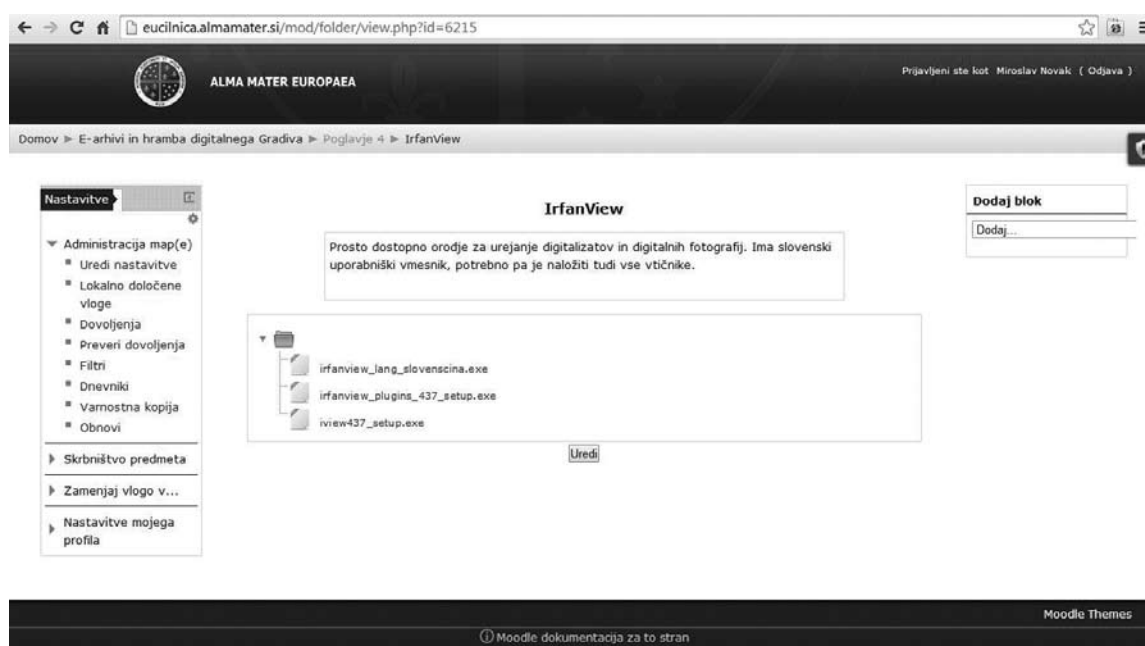 eucilnica.almamater.si/mod/folder/view.php?id=6215
ALMA MATER EUROPAEA
Prijavljeni ste kot Miroslav Novak ( Odjava )
Domov ► E-arhivi in hramba digitalnega Gradiva ► Poglavje 4 ► IrfanView
Nastavitve
Administracija map(e)
Uredi nastavitve
Lokalno določene
vloge
Dovoljenja
Preveri dovoljenja
Filtri
Dnevniki
Varnostna kopija
Obnovi
Skrbništvo predmeta
Zamenjaj vlogo v...
Nastavitve mojega
profila
IrfanView
Prosto dostopno orodje za urejanje digitalizatov in digitalnih fotografij. Ima slovenski
uporabniški vmesnik, potrebno pa je naložiti tudi vse vtičnike.
irfanview_lang_slovenscina.exe
irfanview_plugins_437_setup.exe
iview437_setup.exe
Uredi
Dodaj blok
Dodaj...
Moodle Themes
Moodle dokumentacija za to stran